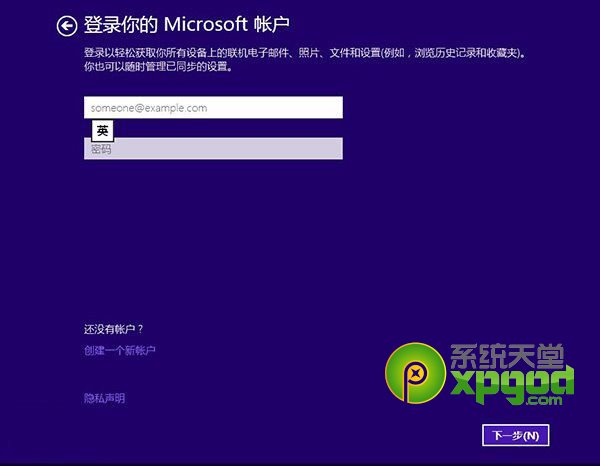 登录你的 Microsoft 帐户
登录以轻松获取你所有设备上的联机电子邮件、照片、文件和设置(例如，浏览历史记录和收藏夹)。
你也可以随时管理已同步的设置。
someone@example.com
英
密码
还没有帐户？
创建一个新帐户
隐私声明
系统天堂
xpgod
.com
下一步(N)